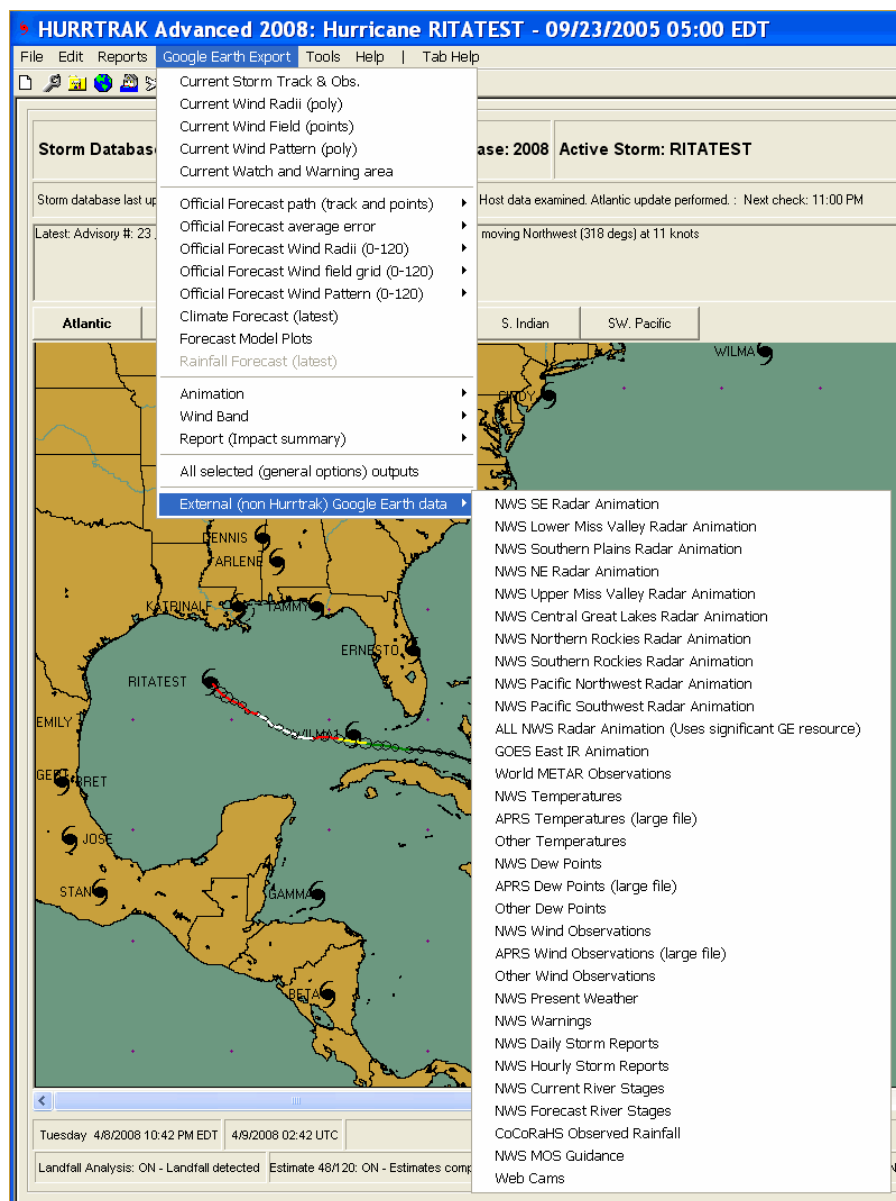 HURRTRAK Advanced 2008: Hurricane RITATEST - 09/23/2005 05:00 EDT
File Edit Reports Google Earth Export Tools Help | Tab Help
Current Storm Track & Obs.
Current Wind Radii (poly)
Current Wind Field (points)
Current Wind Pattern (poly)
Current Watch and Warning area
Storm Databas ase: 2008 Active Storm: RITATEST
Storm database last up Host data examined. Atlantic update performed. : Next check: 11:00 PM
Latest: Advisory #: 23 moving Northwest (318 degs) at 11 knots
Official Forecast path (track and points)
Official Forecast average error
Official Forecast Wind Radii (0-120)
Official Forecast Wind field grid (0-120)
Official Forecast Wind Pattern (0-120)
Climate Forecast (latest)
Forecast Model Plots
Rainfall Forecast (latest)
Atlantic S. Indian SW. Pacific
Animation
Wind Band
Report (Impact summary)
All selected (general options) outputs
External (non Hurrtrak) Google Earth data
WILMA
CINDY
DENNIS
ARLENE
KATRINALF TAMMY
ERNESTO
RITATEST
WILMA1
EMILY
GERT BRET
JOSE
STAN
GAMMA
BETA
NWS SE Radar Animation
NWS Lower Miss Valley Radar Animation
NWS Southern Plains Radar Animation
NWS NE Radar Animation
NWS Upper Miss Valley Radar Animation
NWS Central Great Lakes Radar Animation
NWS Northern Rockies Radar Animation
NWS Southern Rockies Radar Animation
NWS Pacific Northwest Radar Animation
NWS Pacific Southwest Radar Animation
ALL NWS Radar Animation (Uses significant GE resource)
GOES East IR Animation
World METAR Observations
NWS Temperatures
APRS Temperatures (large file)
Other Temperatures
NWS Dew Points
APRS Dew Points (large file)
Other Dew Points
NWS Wind Observations
APRS Wind Observations (large file)
Other Wind Observations
NWS Present Weather
NWS Warnings
NWS Daily Storm Reports
NWS Hourly Storm Reports
NWS Current River Stages
NWS Forecast River Stages
CoCoRaHS Observed Rainfall
NWS MOS Guidance
Web Cams
Tuesday 4/8/2008 10:42 PM EDT 4/9/2008 02:42 UTC
Landfall Analysis: ON - Landfall detected Estimate 48/120: ON - Estimates comp